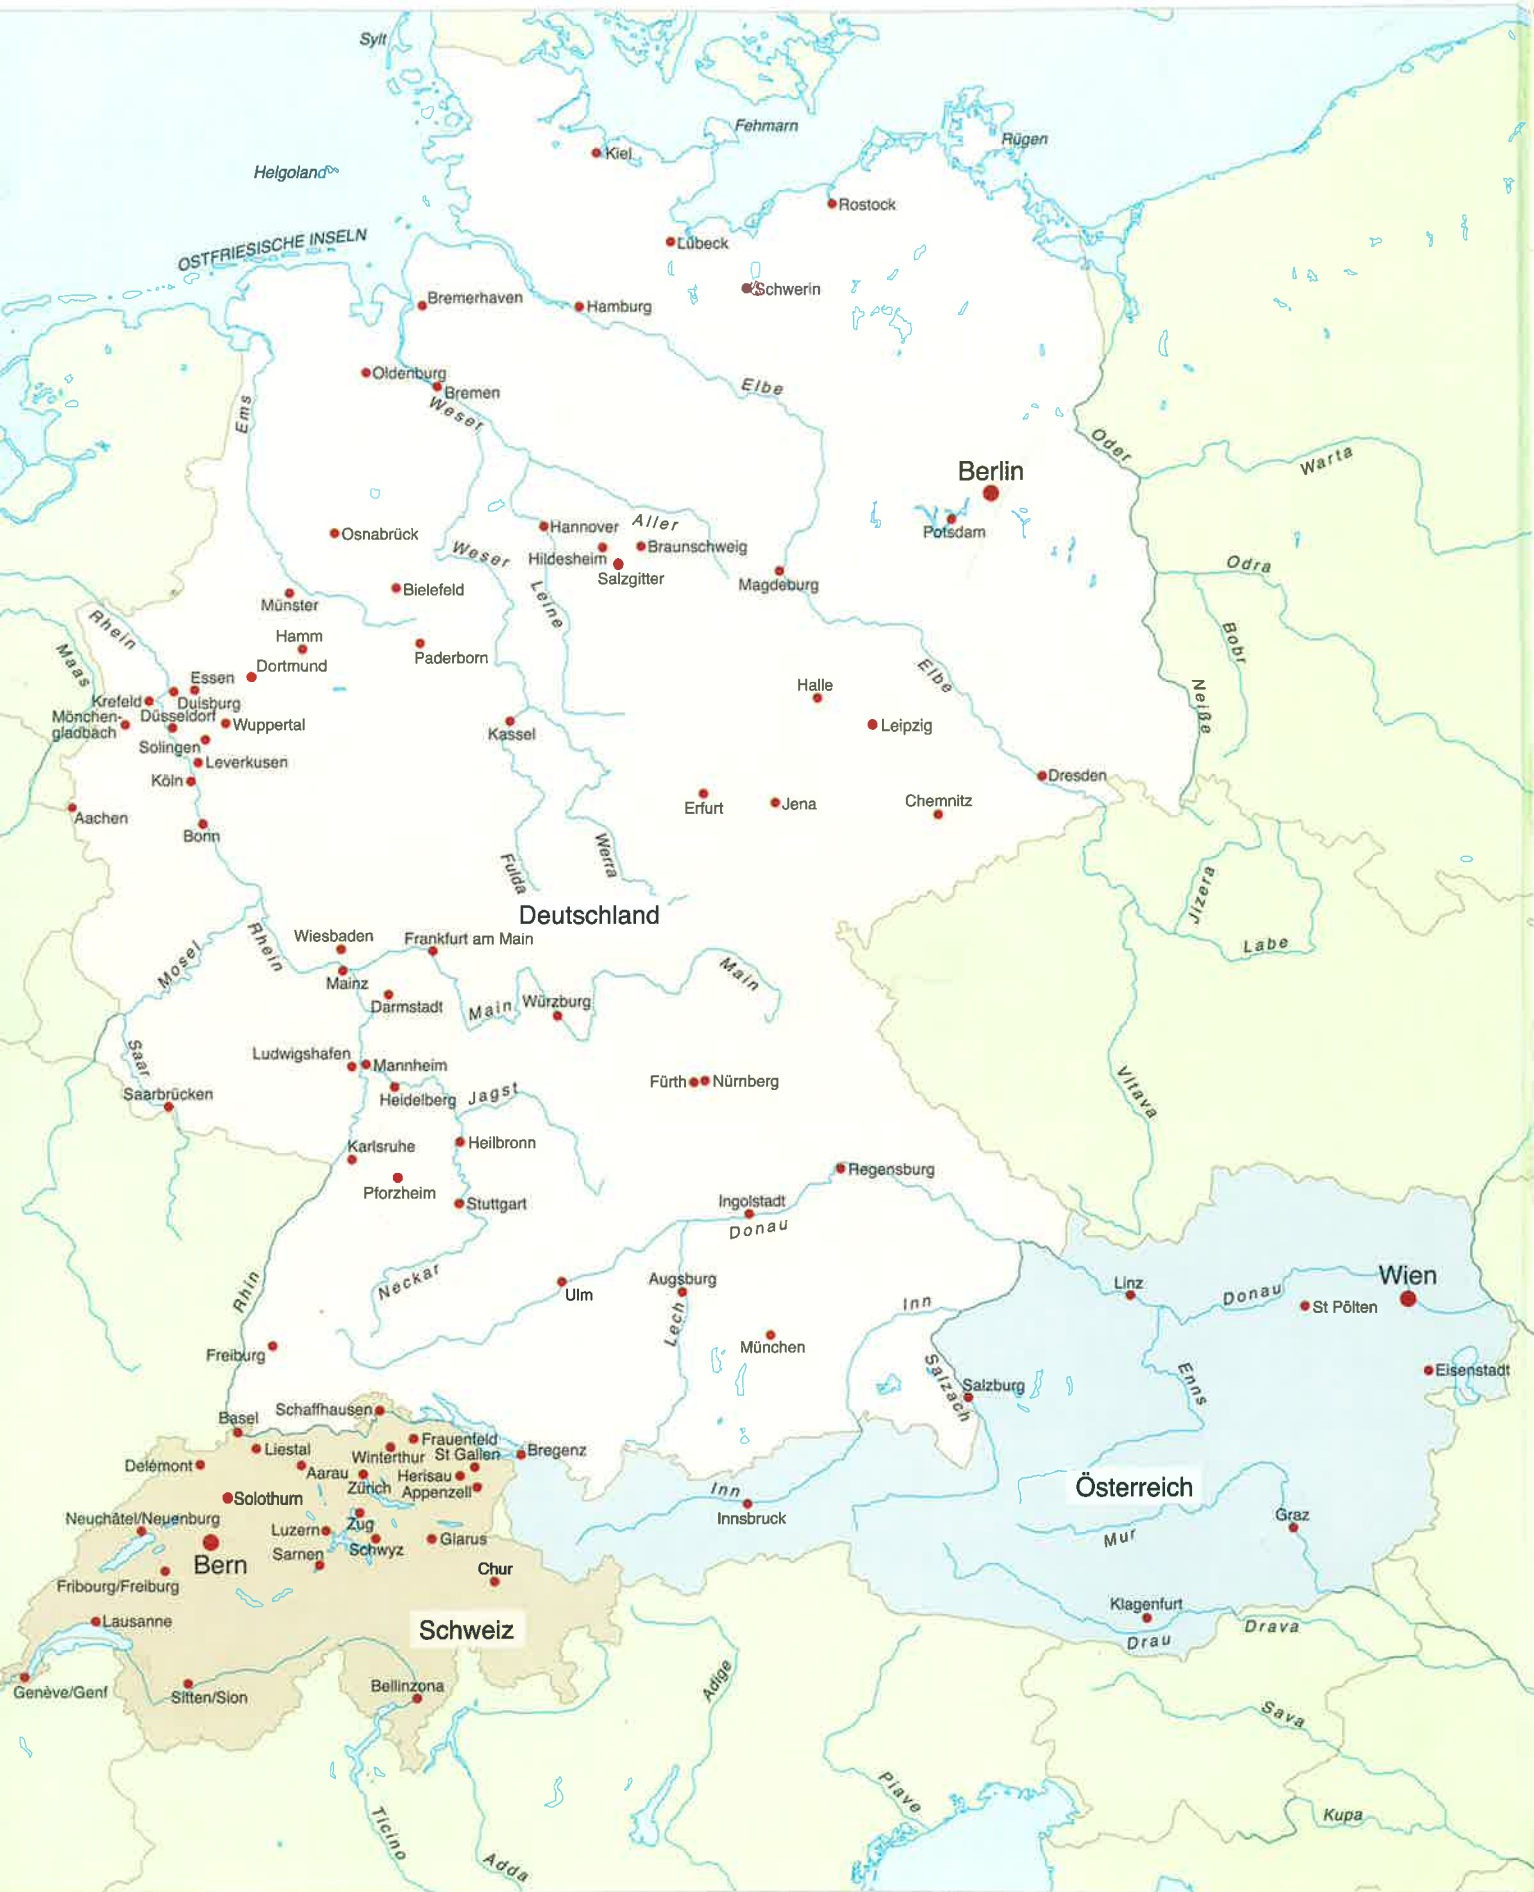 Sylt
Fehmarn
Rügen
Kiel
Helgoland
Rostock
OSTFRIESISCHE INSELN
Lübeck
Schwerin
Bremerhaven
Hamburg
Oldenburg
Bremen
Elbe
Weser
Ems
Oder
Warta
Berlin
Potsdam
Osnabrück
Hannover
Aller
Hildesheim
Braunschweig
Weser
Salzgitter
Magdeburg
Odra
Bielefeld
Münster
Leine
Rhein
Hamm
Bobr
Maas
Dortmund
Paderborn
Elbe
Essen
Halle
Krefeld
Duisburg
Neiße
Mönchen-
gladbach
Düsseldorf
Wuppertal
Leipzig
Kassel
Solingen
Leverkusen
Köln
Dresden
Erfurt
Jena
Chemnitz
Aachen
Bonn
Werra
Fulda
Jizera
Deutschland
Labe
Wiesbaden
Frankfurt am Main
Rhein
Mosel
Main
Mainz
Darmstadt
Main
Würzburg
Saar
Ludwigshafen
Mannheim
Fürth
Nürnberg
Vltava
Saarbrücken
Heidelberg
Jagst
Karlsruhe
Heilbronn
Regensburg
Pforzheim
Stuttgart
Ingolstadt
Donau
Neckar
Rhin
Ulm
Augsburg
Linz
Wien
Donau
St Pölten
Inn
Lech
München
Freiburg
Salzach
Salzburg
Enns
Eisenstadt
Schaffhausen
Basel
Liestal
Frauenfeld
Winterthur
St Gallen
Bregenz
Delémont
Aarau
Zürich
Herisau
Appenzell
Inn
Österreich
Solothurn
Neuchâtel/Neuenburg
Luzern
Zug
Glarus
Innsbruck
Graz
Mur
Bern
Sarnen
Schwyz
Chur
Fribourg/Freiburg
Klagenfurt
Lausanne
Schweiz
Drau
Drava
Genève/Genf
Sitten/Sion
Bellinzona
Adige
Sava
Piave
Ticino
Kupa
Adda